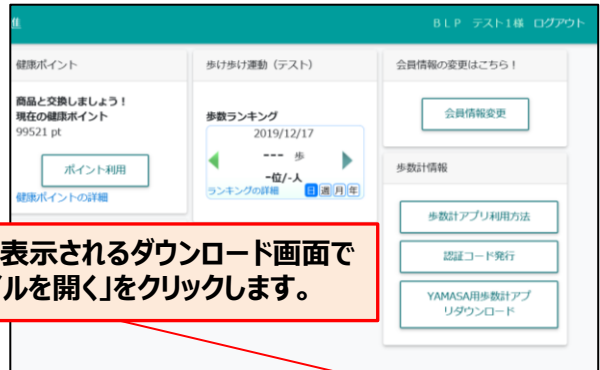 進
BLP テスト1様 ログアウト
健康ポイント
商品と交換しましょう！
現在の健康ポイント
99521 pt
ポイント利用
健康ポイントの詳細
歩け歩け運動（テスト）
歩数ランキング
2019/12/17
--- 歩
-位/-人
ランキングの詳細 日 週 月 年
会員情報の変更はこちら！
会員情報変更
歩数計情報
歩数計アプリ利用方法
認証コード発行
YAMASA用歩数計アプ
リダウンロード
表示されるダウンロード画面で
イルを開く」をクリックします。